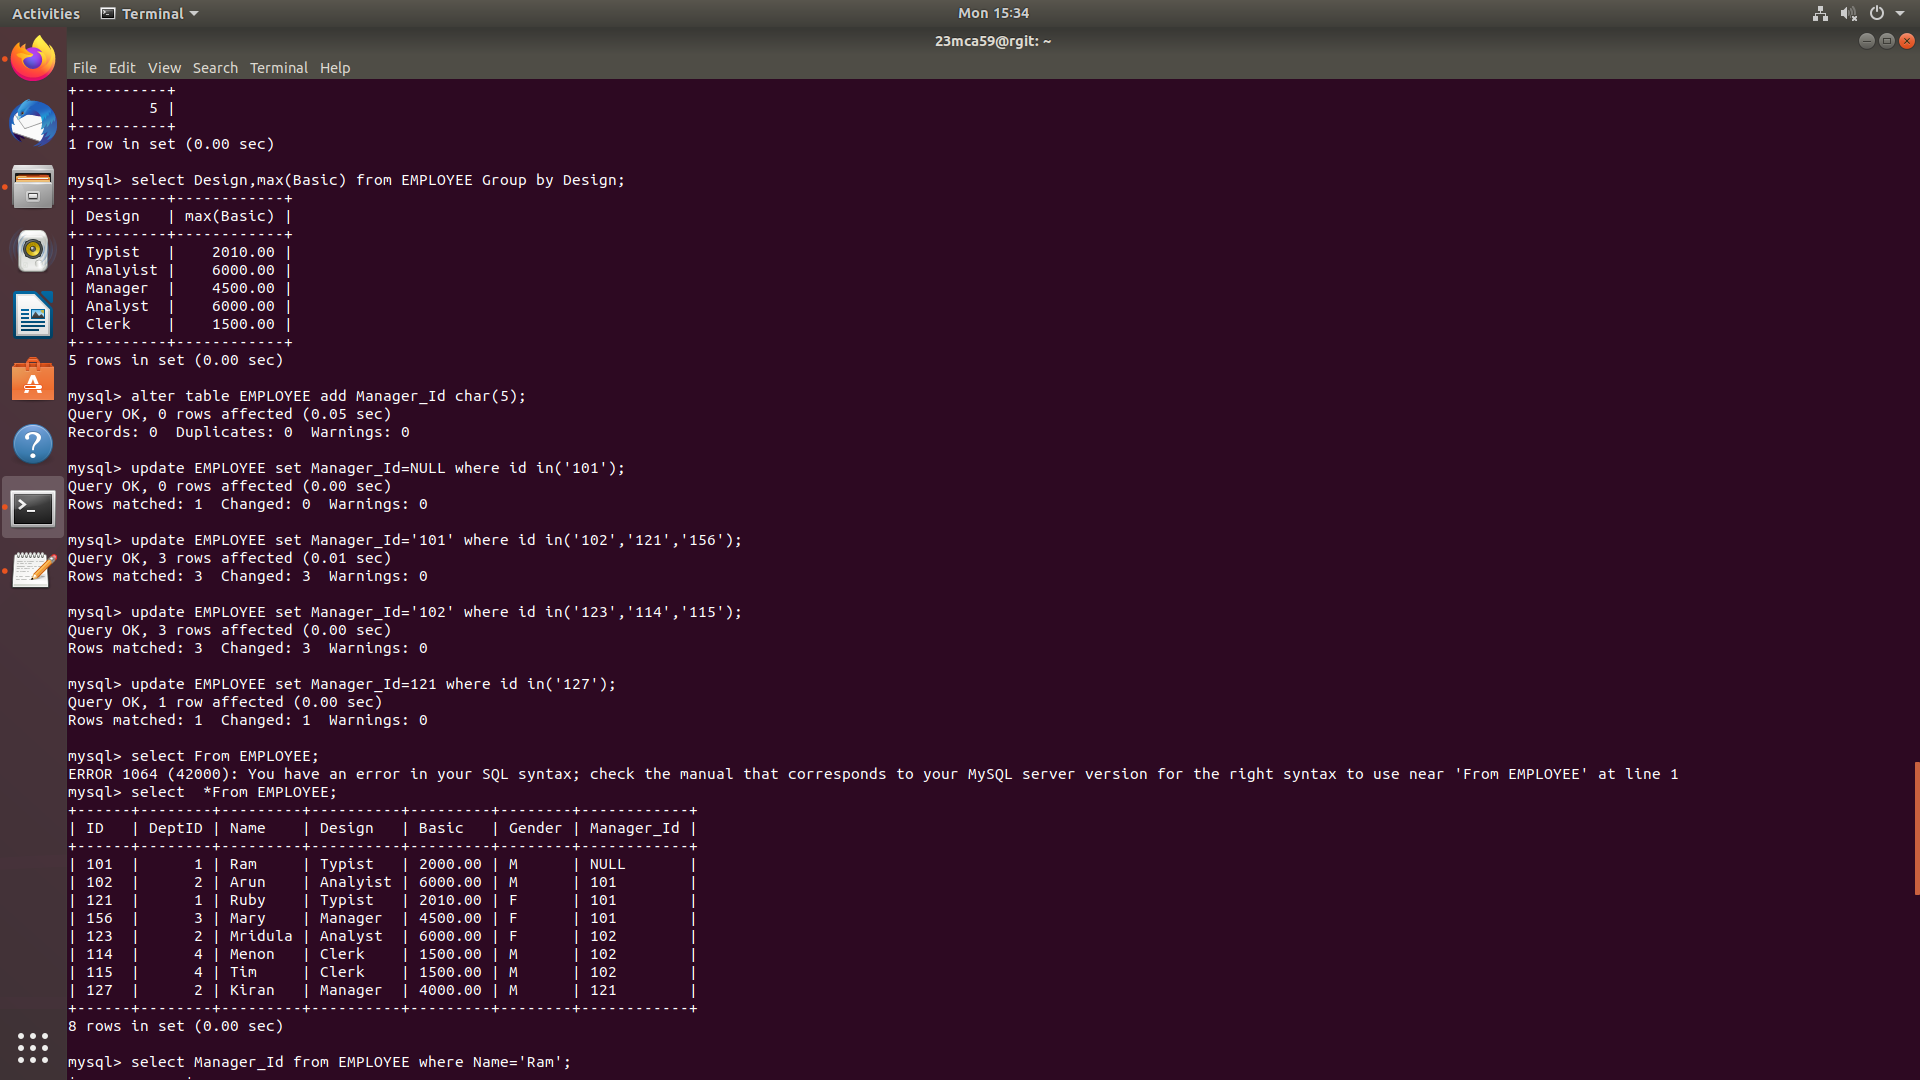 Activities Terminal Mon 15:34
23mca59@rgit: ~
File Edit View Search Terminal Help
+----------+
|        5 |
+----------+
1 row in set (0.00 sec)

mysql> select Design,max(Basic) from EMPLOYEE Group by Design;
+----------+------------+
| Design   | max(Basic) |
+----------+------------+
| Typist   |    2010.00 |
| Analyist |    6000.00 |
| Manager  |    4500.00 |
| Analyst  |    6000.00 |
| Clerk    |    1500.00 |
+----------+------------+
5 rows in set (0.00 sec)

mysql> alter table EMPLOYEE add Manager_Id char(5);
Query OK, 0 rows affected (0.05 sec)
Records: 0  Duplicates: 0  Warnings: 0

mysql> update EMPLOYEE set Manager_Id=NULL where id in('101');
Query OK, 0 rows affected (0.00 sec)
Rows matched: 1  Changed: 0  Warnings: 0

mysql> update EMPLOYEE set Manager_Id='101' where id in('102','121','156');
Query OK, 3 rows affected (0.01 sec)
Rows matched: 3  Changed: 3  Warnings: 0

mysql> update EMPLOYEE set Manager_Id='102' where id in('123','114','115');
Query OK, 3 rows affected (0.00 sec)
Rows matched: 3  Changed: 3  Warnings: 0

mysql> update EMPLOYEE set Manager_Id=121 where id in('127');
Query OK, 1 row affected (0.00 sec)
Rows matched: 1  Changed: 1  Warnings: 0

mysql> select From EMPLOYEE;
ERROR 1064 (42000): You have an error in your SQL syntax; check the manual that corresponds to your MySQL server version for the right syntax to use near 'From EMPLOYEE' at line 1
mysql> select  *From EMPLOYEE;
+------+--------+---------+----------+---------+--------+------------+
| ID   | DeptID | Name    | Design   | Basic   | Gender | Manager_Id |
+------+--------+---------+----------+---------+--------+------------+
| 101  |      1 | Ram     | Typist   | 2000.00 | M      | NULL       |
| 102  |      2 | Arun    | Analyist | 6000.00 | M      | 101        |
| 121  |      1 | Ruby    | Typist   | 2010.00 | F      | 101        |
| 156  |      3 | Mary    | Manager  | 4500.00 | F      | 101        |
| 123  |      2 | Mridula | Analyst  | 6000.00 | F      | 102        |
| 114  |      4 | Menon   | Clerk    | 1500.00 | M      | 102        |
| 115  |      4 | Tim     | Clerk    | 1500.00 | M      | 102        |
| 127  |      2 | Kiran   | Manager  | 4000.00 | M      | 121        |
+------+--------+---------+----------+---------+--------+------------+
8 rows in set (0.00 sec)

mysql> select Manager_Id from EMPLOYEE where Name='Ram';